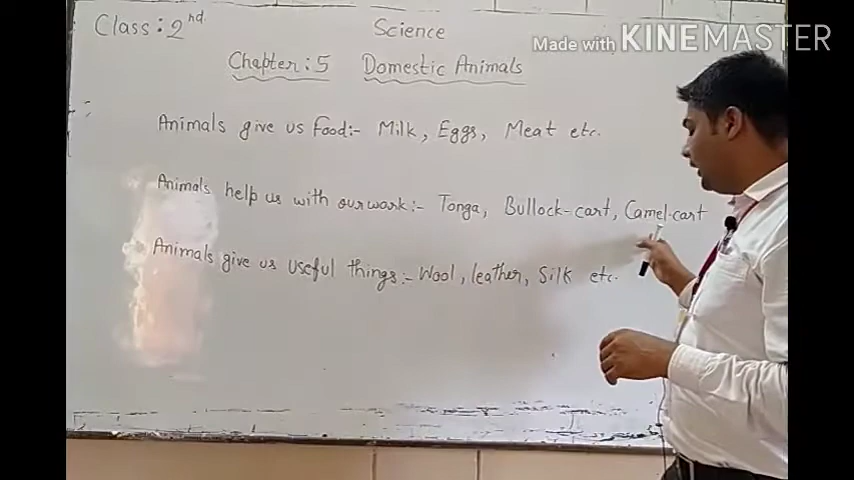 Class: 2nd.
Science
Made with KINEMASTER
Chapter: 5 Domestic Animals
Animals give us food:- Milk, Eggs, Meat etc.
Animals help us with our work:- Tonga, Bullock-cart, Camel-cart
Animals give us useful things:- Wool, leather, Silk etc.